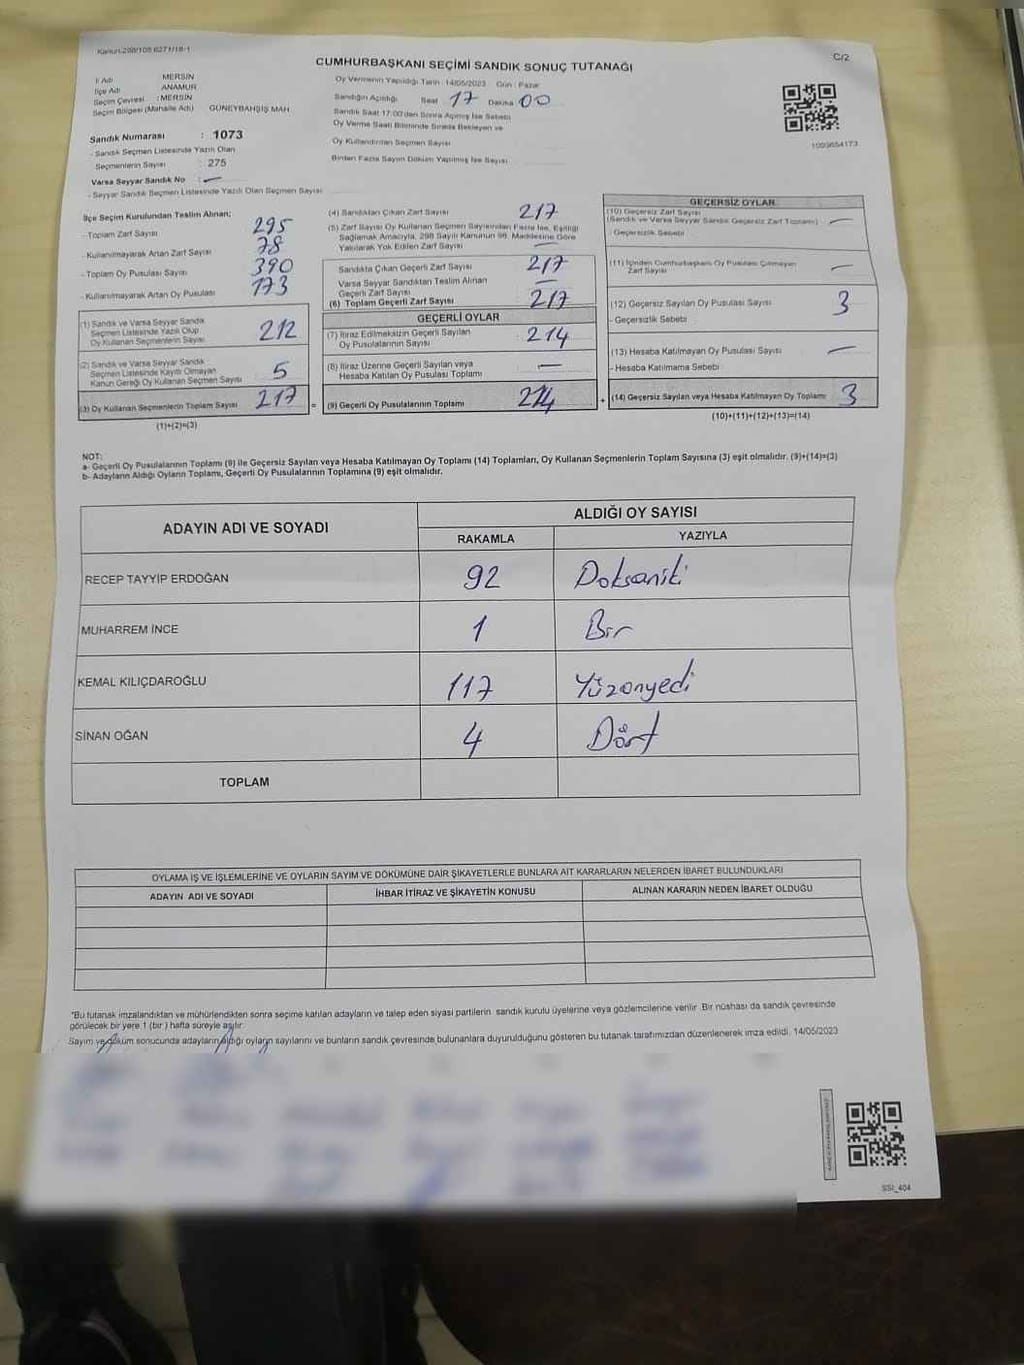 Kanun 298/105 6271/18-1
CUMHURBAŞKANI SEÇİMİ SANDIK SONUÇ TUTANAĞI
C/2
İl Adı MERSİN
İlçe Adı ANAMUR
Seçim Çevresi : MERSİN
Seçim Bölgesi (Mahalle Adı) GÜNEYBAHŞİŞ MAH
Sandık Numarası : 1073
- Sandık Seçmen Listesinde Yazılı Olan
Seçmenlerin Sayısı : 275
Varsa Seyyar Sandık No : —
- Seyyar Sandık Seçmen Listesinde Yazılı Olan Seçmen Sayısı
Oy Vermenin Yapıldığı Tarih : 14/05/2023 Gün : Pazar
Sandığın Açıldığı Saat 17 Dakika 00
Sandık Saat 17:00'den Sonra Açılmış İse Sebebi
Oy Verme Saati Bitiminde Sırada Bekleyen ve
Oy Kullandırılan Seçmen Sayısı
Birden Fazla Sayım Döküm Yapılmış İse Sayısı
1009654173
İlçe Seçim Kurulundan Teslim Alınan;
- Toplam Zarf Sayısı 295
- Kullanılmayarak Artan Zarf Sayısı 78
- Toplam Oy Pusulası Sayısı 390
- Kullanılmayarak Artan Oy Pusulası 173
(1) Sandık ve Varsa Seyyar Sandık
Seçmen Listesinde Yazılı Olup
Oy Kullanan Seçmenlerin Sayısı 212
(2) Sandık ve Varsa Seyyar Sandık
Seçmen Listesinde Kayıtlı Olmayan
Kanun Gereği Oy Kullanan Seçmen Sayısı 5
(3) Oy Kullanan Seçmenlerin Toplam Sayısı 217 =
(1)+(2)=(3)
(4) Sandıktan Çıkan Zarf Sayısı 217
(5) Zarf Sayısı Oy Kullanan Seçmen Sayısından Fazla İse, Eşitliği
Sağlamak Amacıyla, 298 Sayılı Kanunun 98. Maddesine Göre
Yakılarak Yok Edilen Zarf Sayısı —
Sandıkta Çıkan Geçerli Zarf Sayısı 217
Varsa Seyyar Sandıktan Teslim Alınan
Geçerli Zarf Sayısı —
(6) Toplam Geçerli Zarf Sayısı 217
GEÇERLİ OYLAR
(7) İtiraz Edilmeksizin Geçerli Sayılan
Oy Pusulasının Sayısı 214
(8) İtiraz Üzerine Geçerli Sayılan veya
Hesaba Katılan Oy Pusulası Toplamı —
(9) Geçerli Oy Pusulalarının Toplamı 214 +
GEÇERSİZ OYLAR
(10) Geçersiz Zarf Sayısı
(Sandık ve Varsa Seyyar Sandık Geçersiz Zarf Toplamı) —
- Geçersizlik Sebebi
(11) İçinden Cumhurbaşkanı Oy Pusulası Çıkmayan
Zarf Sayısı —
(12) Geçersiz Sayılan Oy Pusulası Sayısı 3
- Geçersizlik Sebebi
(13) Hesaba Katılmayan Oy Pusulası Sayısı —
- Hesaba Katılmama Sebebi
(14) Geçersiz Sayılan veya Hesaba Katılmayan Oy Toplamı 3
(10)+(11)+(12)+(13)=(14)
NOT:
a- Geçerli Oy Pusulalarının Toplamı (9) ile Geçersiz Sayılan veya Hesaba Katılmayan Oy Toplamı (14) Toplamları, Oy Kullanan Seçmenlerin Toplam Sayısına (3) eşit olmalıdır. (9)+(14)=(3)
b- Adayların Aldığı Oyların Toplamı, Geçerli Oy Pusulalarının Toplamına (9) eşit olmalıdır.
ADAYIN ADI VE SOYADI
ALDIĞI OY SAYISI
RAKAMLA YAZIYLA
RECEP TAYYİP ERDOĞAN 92 Doksaniki
MUHARREM İNCE 1 Bir
KEMAL KILIÇDAROĞLU 117 Yüzonyedi
SİNAN OĞAN 4 Dört
TOPLAM
OYLAMA İŞ VE İŞLEMLERİNE VE OYLARIN SAYIM VE DÖKÜMÜNE DAİR ŞİKAYETLERLE BUNLARA AİT KARARLARIN NELERDEN İBARET BULUNDUKLARI
ADAYIN ADI VE SOYADI İHBAR İTİRAZ VE ŞİKAYETİN KONUSU ALINAN KARARIN NEDEN İBARET OLDUĞU
*Bu tutanak imzalandıktan ve mühürlendikten sonra seçime katılan adayların ve talep eden siyasi partilerin sandık kurulu üyelerine veya gözlemcilerine verilir. Bir nüshası da sandık çevresinde
görülecek bir yere 1 (bir) hafta süreyle asılır.
Sayım ve döküm sonucunda adayların aldığı oyların sayılarını ve bunların sandık çevresinde bulunanlara duyurulduğunu gösteren bu tutanak tarafımızdan düzenlenerek imza edildi. 14/05/2023
SSI_404